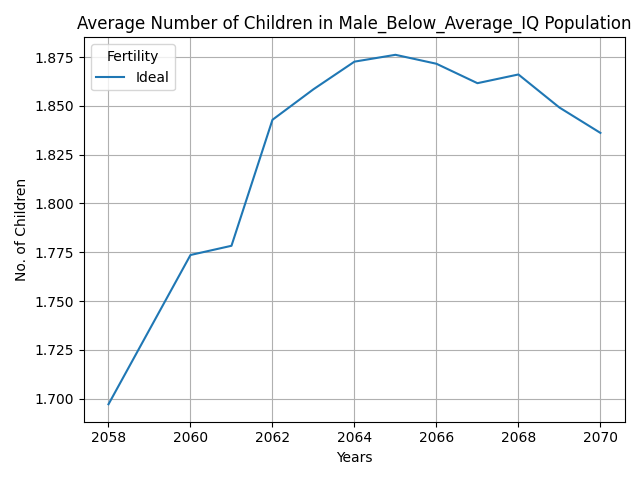 Average Number of Children in Male_Below_Average_IQ Population
Fertility
Ideal
No. of Children
1.875
1.850
1.825
1.800
1.775
1.750
1.725
1.700
2058 2060 2062 2064 2066 2068 2070
Years